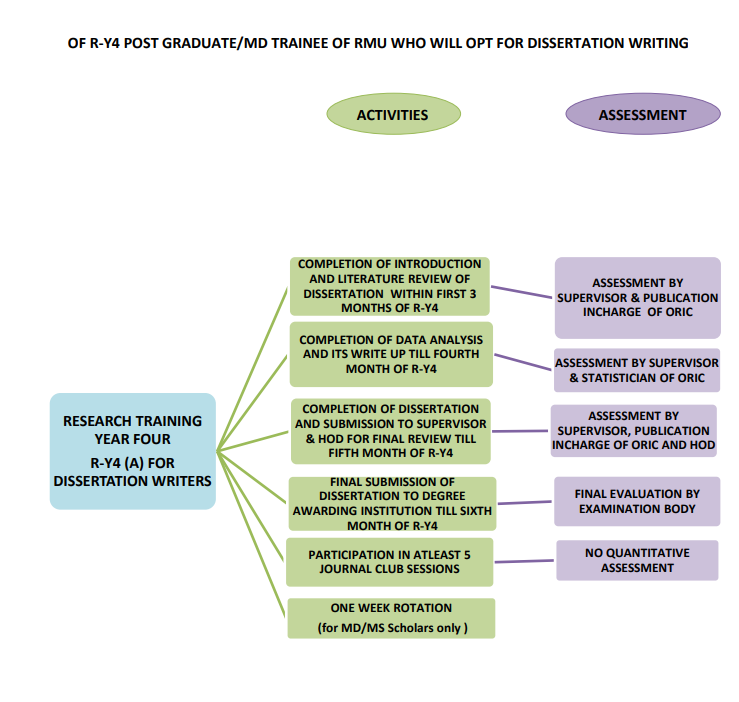 OF R-Y4 POST GRADUATE/MD TRAINEE OF RMU WHO WILL OPT FOR DISSERTATION WRITING
ACTIVITIES
ASSESSMENT
RESEARCH TRAINING
YEAR FOUR
R-Y4 (A) FOR
DISSERTATION WRITERS
COMPLETION OF INTRODUCTION
AND LITERATURE REVIEW OF
DISSERTATION WITHIN FIRST 3
MONTHS OF R-Y4
ASSESSMENT BY
SUPERVISOR & PUBLICATION
INCHARGE OF ORIC
COMPLETION OF DATA ANALYSIS
AND ITS WRITE UP TILL FOURTH
MONTH OF R-Y4
ASSESSMENT BY SUPERVISOR
& STATISTICIAN OF ORIC
COMPLETION OF DISSERTATION
AND SUBMISSION TO SUPERVISOR
& HOD FOR FINAL REVIEW TILL
FIFTH MONTH OF R-Y4
ASSESSMENT BY
SUPERVISOR, PUBLICATION
INCHARGE OF ORIC AND HOD
FINAL SUBMISSION OF
DISSERTATION TO DEGREE
AWARDING INSTITUTION TILL SIXTH
MONTH OF R-Y4
FINAL EVALUATION BY
EXAMINATION BODY
PARTICIPATION IN ATLEAST 5
JOURNAL CLUB SESSIONS
NO QUANTITATIVE
ASSESSMENT
ONE WEEK ROTATION
(for MD/MS Scholars only )